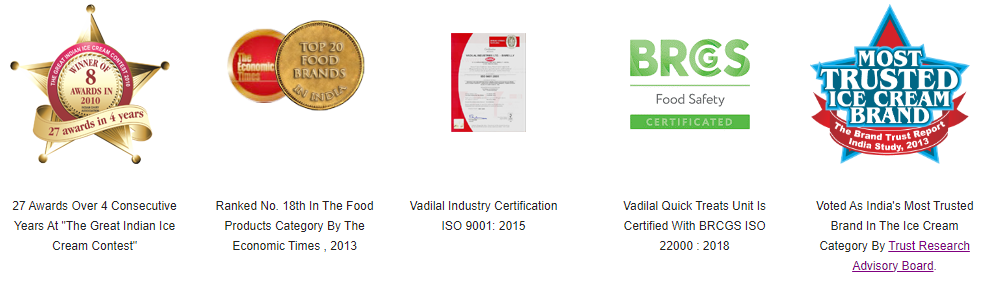 THE GREAT INDIAN ICE CREAM CONTEST 2010
WINNER OF
8
AWARDS IN
2010
27 awards in 4 years
The
Economic
Times
TOP 20
FOOD
BRANDS
IN INDIA
BRCGS
Food Safety
CERTIFICATED
MOST
TRUSTED
ICE CREAM
BRAND
The Brand Trust Report
India Study, 2013
27 Awards Over 4 Consecutive
Years At "The Great Indian Ice
Cream Contest"
Ranked No. 18th In The Food
Products Category By The
Economic Times , 2013
Vadilal Industry Certification
ISO 9001: 2015
Vadilal Quick Treats Unit Is
Certified With BRCGS ISO
22000 : 2018
Voted As India's Most Trusted
Brand In The Ice Cream
Category By Trust Research
Advisory Board.